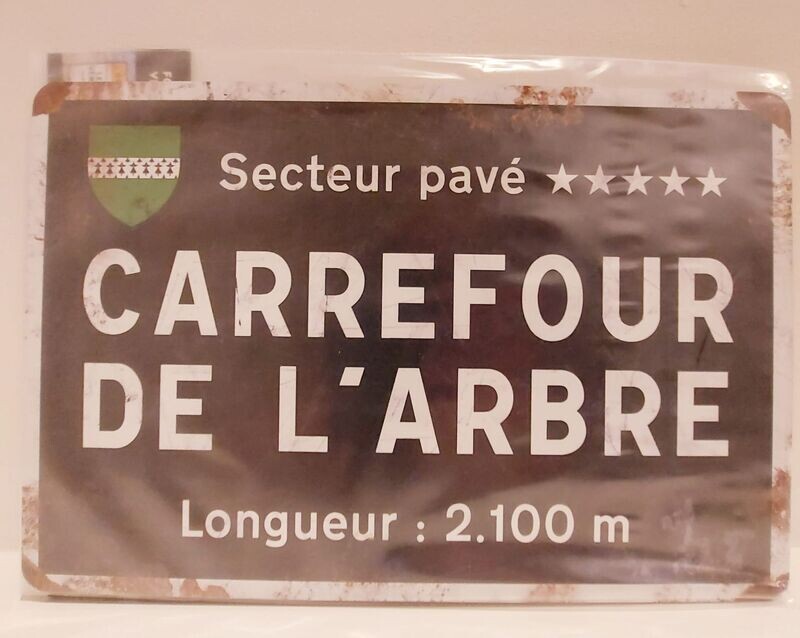 Secteur pavé ★★★★★
CARREFOUR
DE L'ARBRE
Longueur : 2.100 m